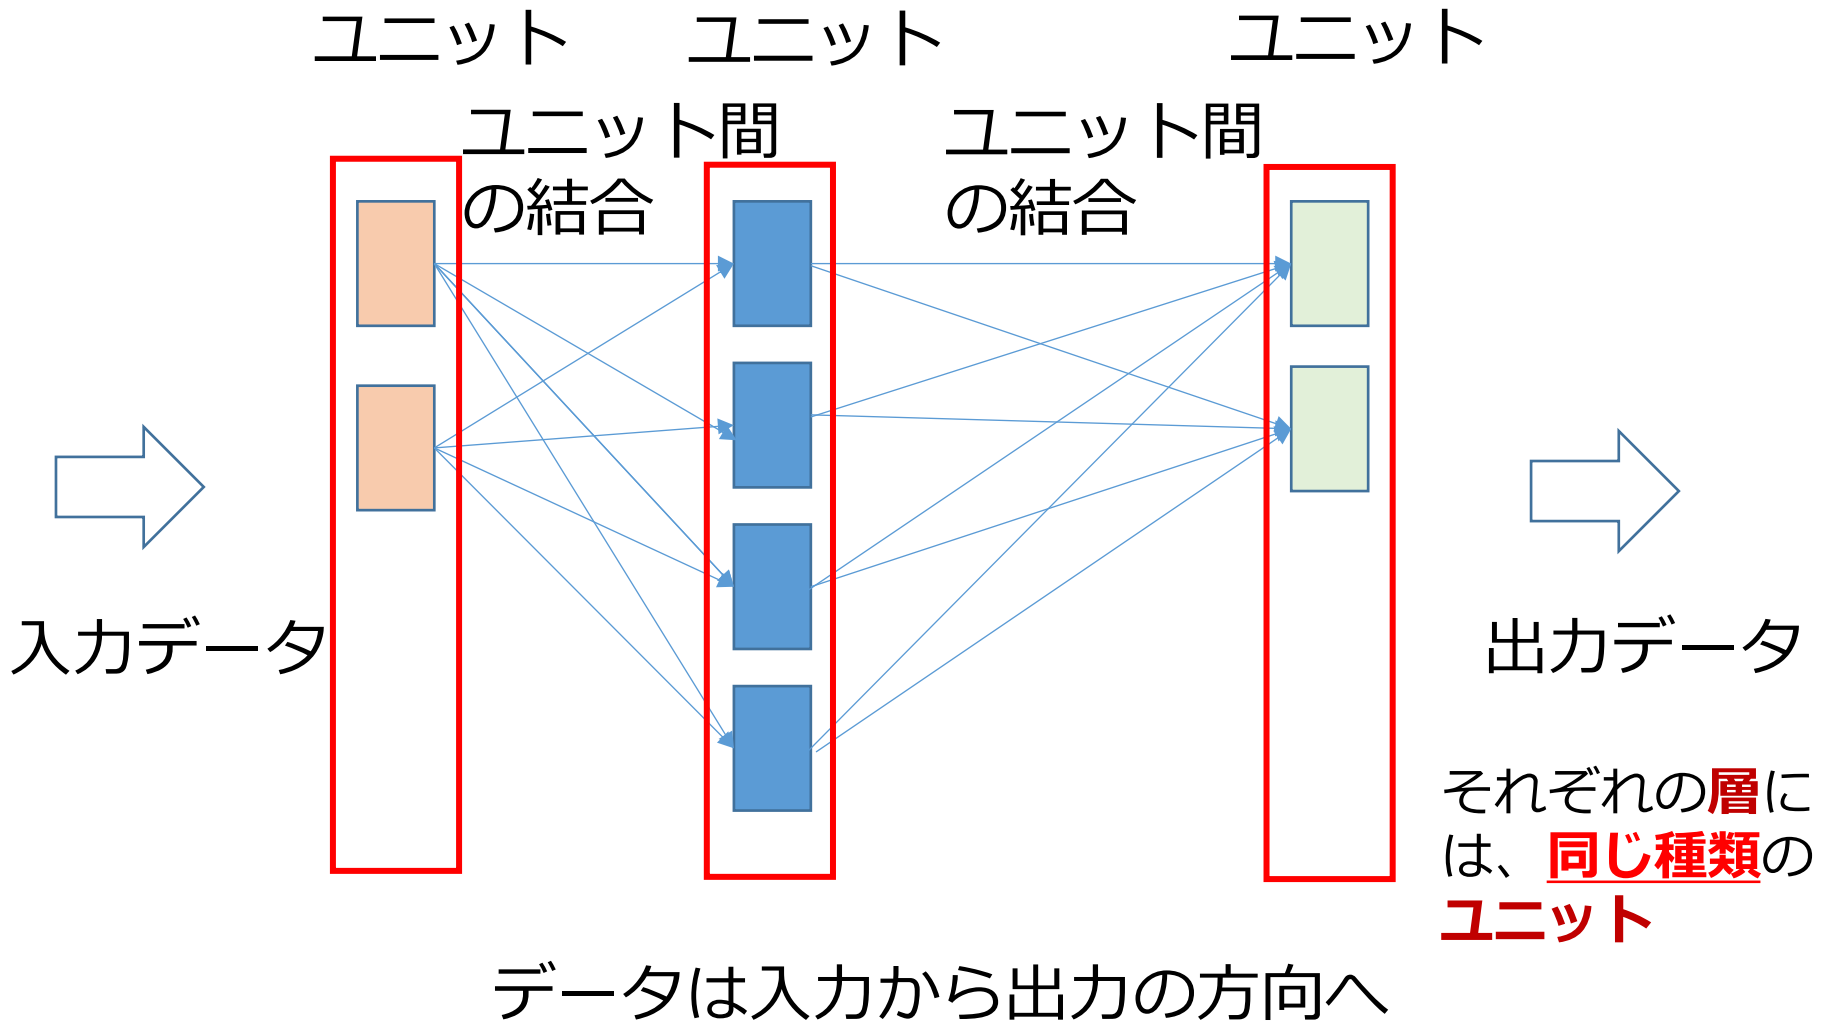 ユニット
ユニット
ユニット
ユニット間
の結合
ユニット間
の結合
入力データ
出力データ
それぞれの層に
は、同じ種類の
ユニット
データは入力から出力の方向へ